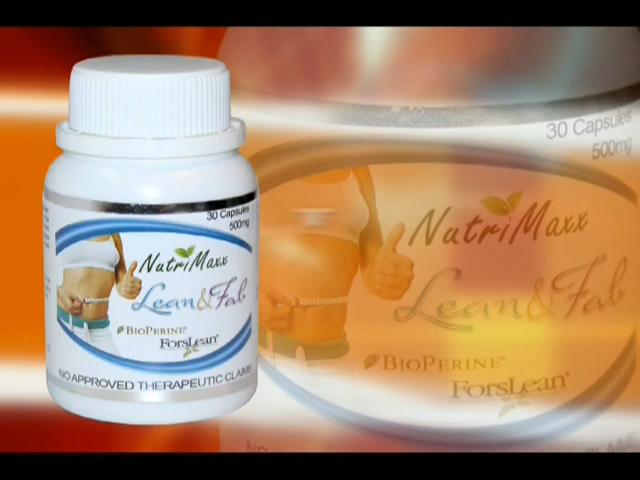 30 Capsules
500mg
NutriMaxx
Lean&Fab
BIOPERINE®
FORSLEAN®
NO APPROVED THERAPEUTIC CLAIMS
30 Capsules
500mg
NutriMaxx
Lean&Fab
BIOPERINE®
FORSLEAN®